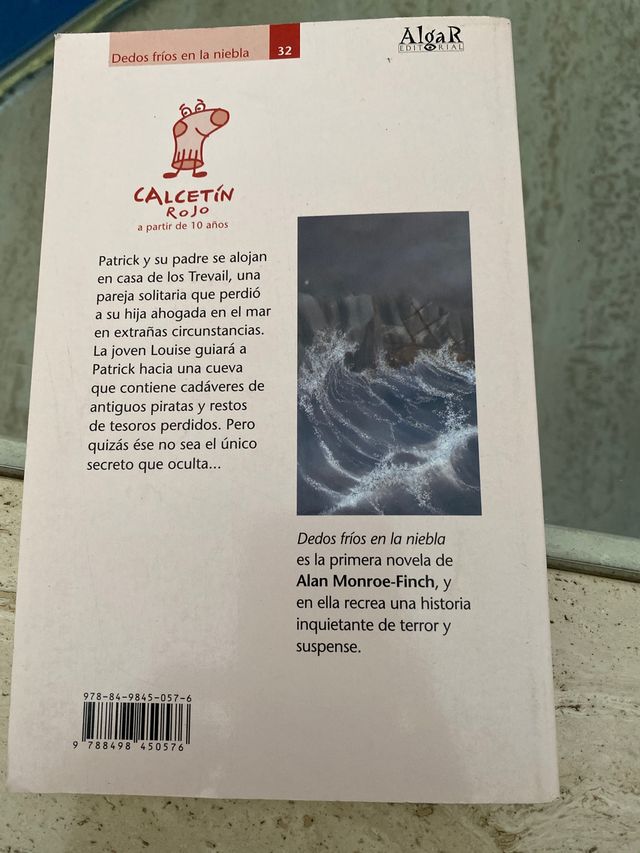 Dedos fríos en la niebla 32
AlgaR
EDITORIAL
CALCETÍN
ROJO
a partir de 10 años
Patrick y su padre se alojan
en casa de los Trevail, una
pareja solitaria que perdió
a su hija ahogada en el mar
en extrañas circunstancias.
La joven Louise guiará a
Patrick hacia una cueva
que contiene cadáveres de
antiguos piratas y restos
de tesoros perdidos. Pero
quizás ése no sea el único
secreto que oculta...
Dedos fríos en la niebla
es la primera novela de
Alan Monroe-Finch, y
en ella recrea una historia
inquietante de terror y
suspense.
978-84-9845-057-6
9 788498 450576